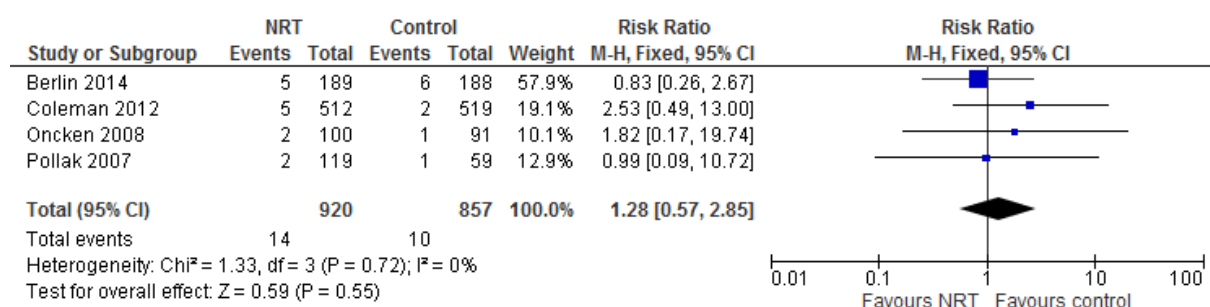 NRT Control Risk Ratio Risk Ratio
Study or Subgroup Events Total Events Total Weight M-H, Fixed, 95% CI M-H, Fixed, 95% CI
Berlin 2014 5 189 6 188 57.9% 0.83 [0.26, 2.67]
Coleman 2012 5 512 2 519 19.1% 2.53 [0.49, 13.00]
Oncken 2008 2 100 1 91 10.1% 1.82 [0.17, 19.74]
Pollak 2007 2 119 1 59 12.9% 0.99 [0.09, 10.72]
Total (95% CI) 920 857 100.0% 1.28 [0.57, 2.85]
Total events 14 10
Heterogeneity: Chi² = 1.33, df = 3 (P = 0.72); I² = 0%
Test for overall effect: Z = 0.59 (P = 0.55)
0.01 0.1 1 10 100
Favours NRT Favours control